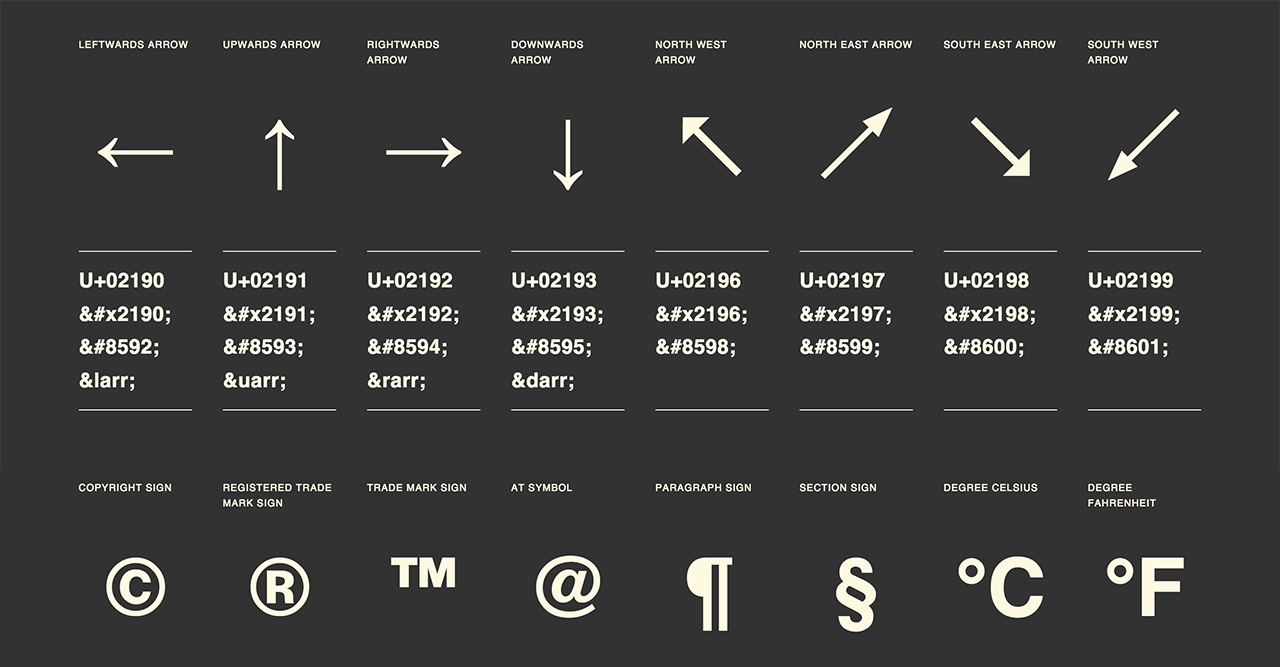 LEFTWARDS ARROW
UPWARDS ARROW
RIGHTWARDS
ARROW
DOWNWARDS
ARROW
NORTH WEST
ARROW
NORTH EAST ARROW
SOUTH EAST ARROW
SOUTH WEST
ARROW
←
↑
→
↓
↖
↗
↘
↙
U+02190
&#x2190;
&#8592;
&larr;
U+02191
&#x2191;
&#8593;
&uarr;
U+02192
&#x2192;
&#8594;
&rarr;
U+02193
&#x2193;
&#8595;
&darr;
U+02196
&#x2196;
&#8598;
U+02197
&#x2197;
&#8599;
U+02198
&#x2198;
&#8600;
U+02199
&#x2199;
&#8601;
COPYRIGHT SIGN
REGISTERED TRADE
MARK SIGN
TRADE MARK SIGN
AT SYMBOL
PARAGRAPH SIGN
SECTION SIGN
DEGREE CELSIUS
DEGREE
FAHRENHEIT
©
®
™
@
¶
§
°C
°F